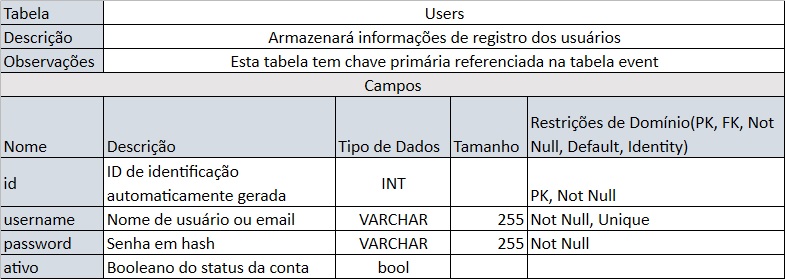 Tabela Users
Descrição Armazenará informações de registro dos usuários
Observações Esta tabela tem chave primária referenciada na tabela event
Campos
Nome Descrição Tipo de Dados Tamanho Restrições de Domínio(PK, FK, Not
Null, Default, Identity)
id ID de identificação
automaticamente gerada INT PK, Not Null
username Nome de usuário ou email VARCHAR 255 Not Null, Unique
password Senha em hash VARCHAR 255 Not Null
ativo Booleano do status da conta bool